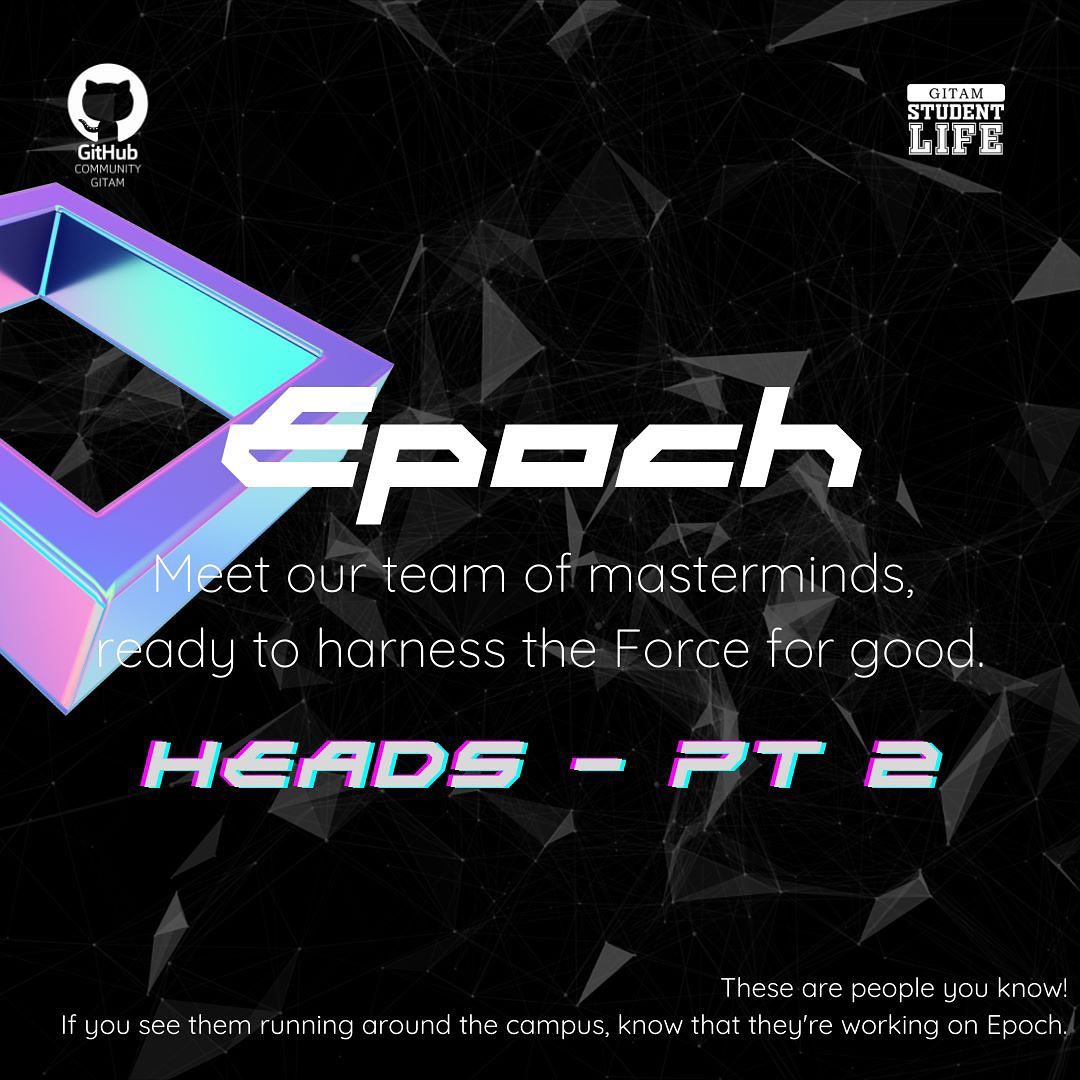 GitHub
COMMUNITY
GITAM
GITAM
STUDENT
LIFE
Epoch
Meet our team of masterminds,
ready to harness the Force for good.
HEADS - PT 2
These are people you know!
If you see them running around the campus, know that they're working on Epoch.